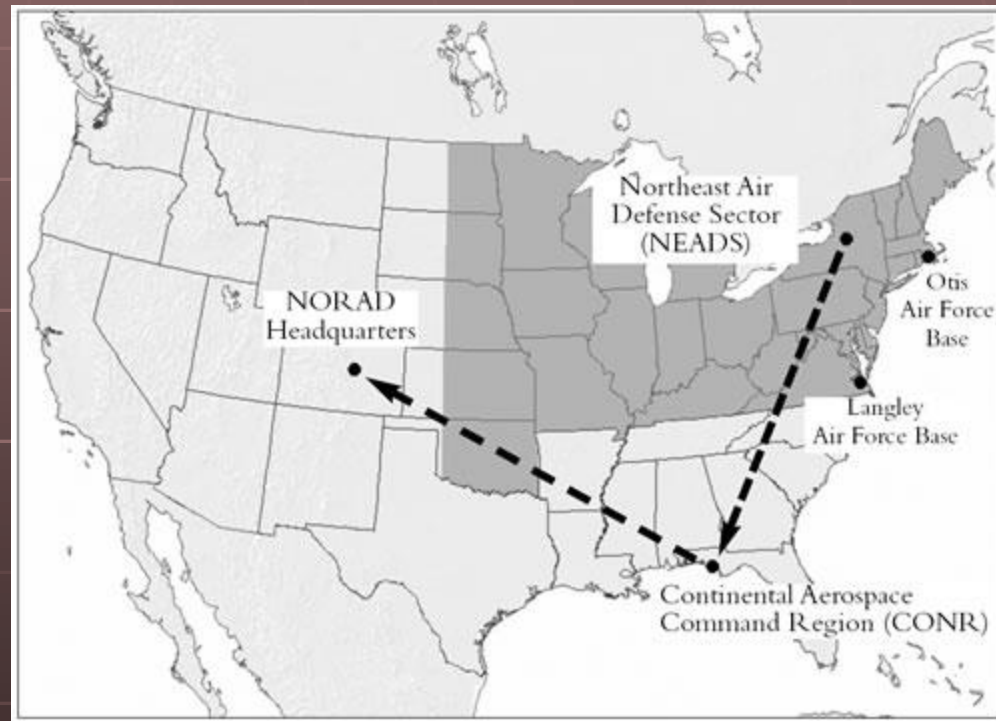 Northeast Air
Defense Sector
(NEADS)
NORAD
Headquarters
Otis
Air Force
Base
Langley
Air Force Base
Continental Aerospace
Command Region (CONR)